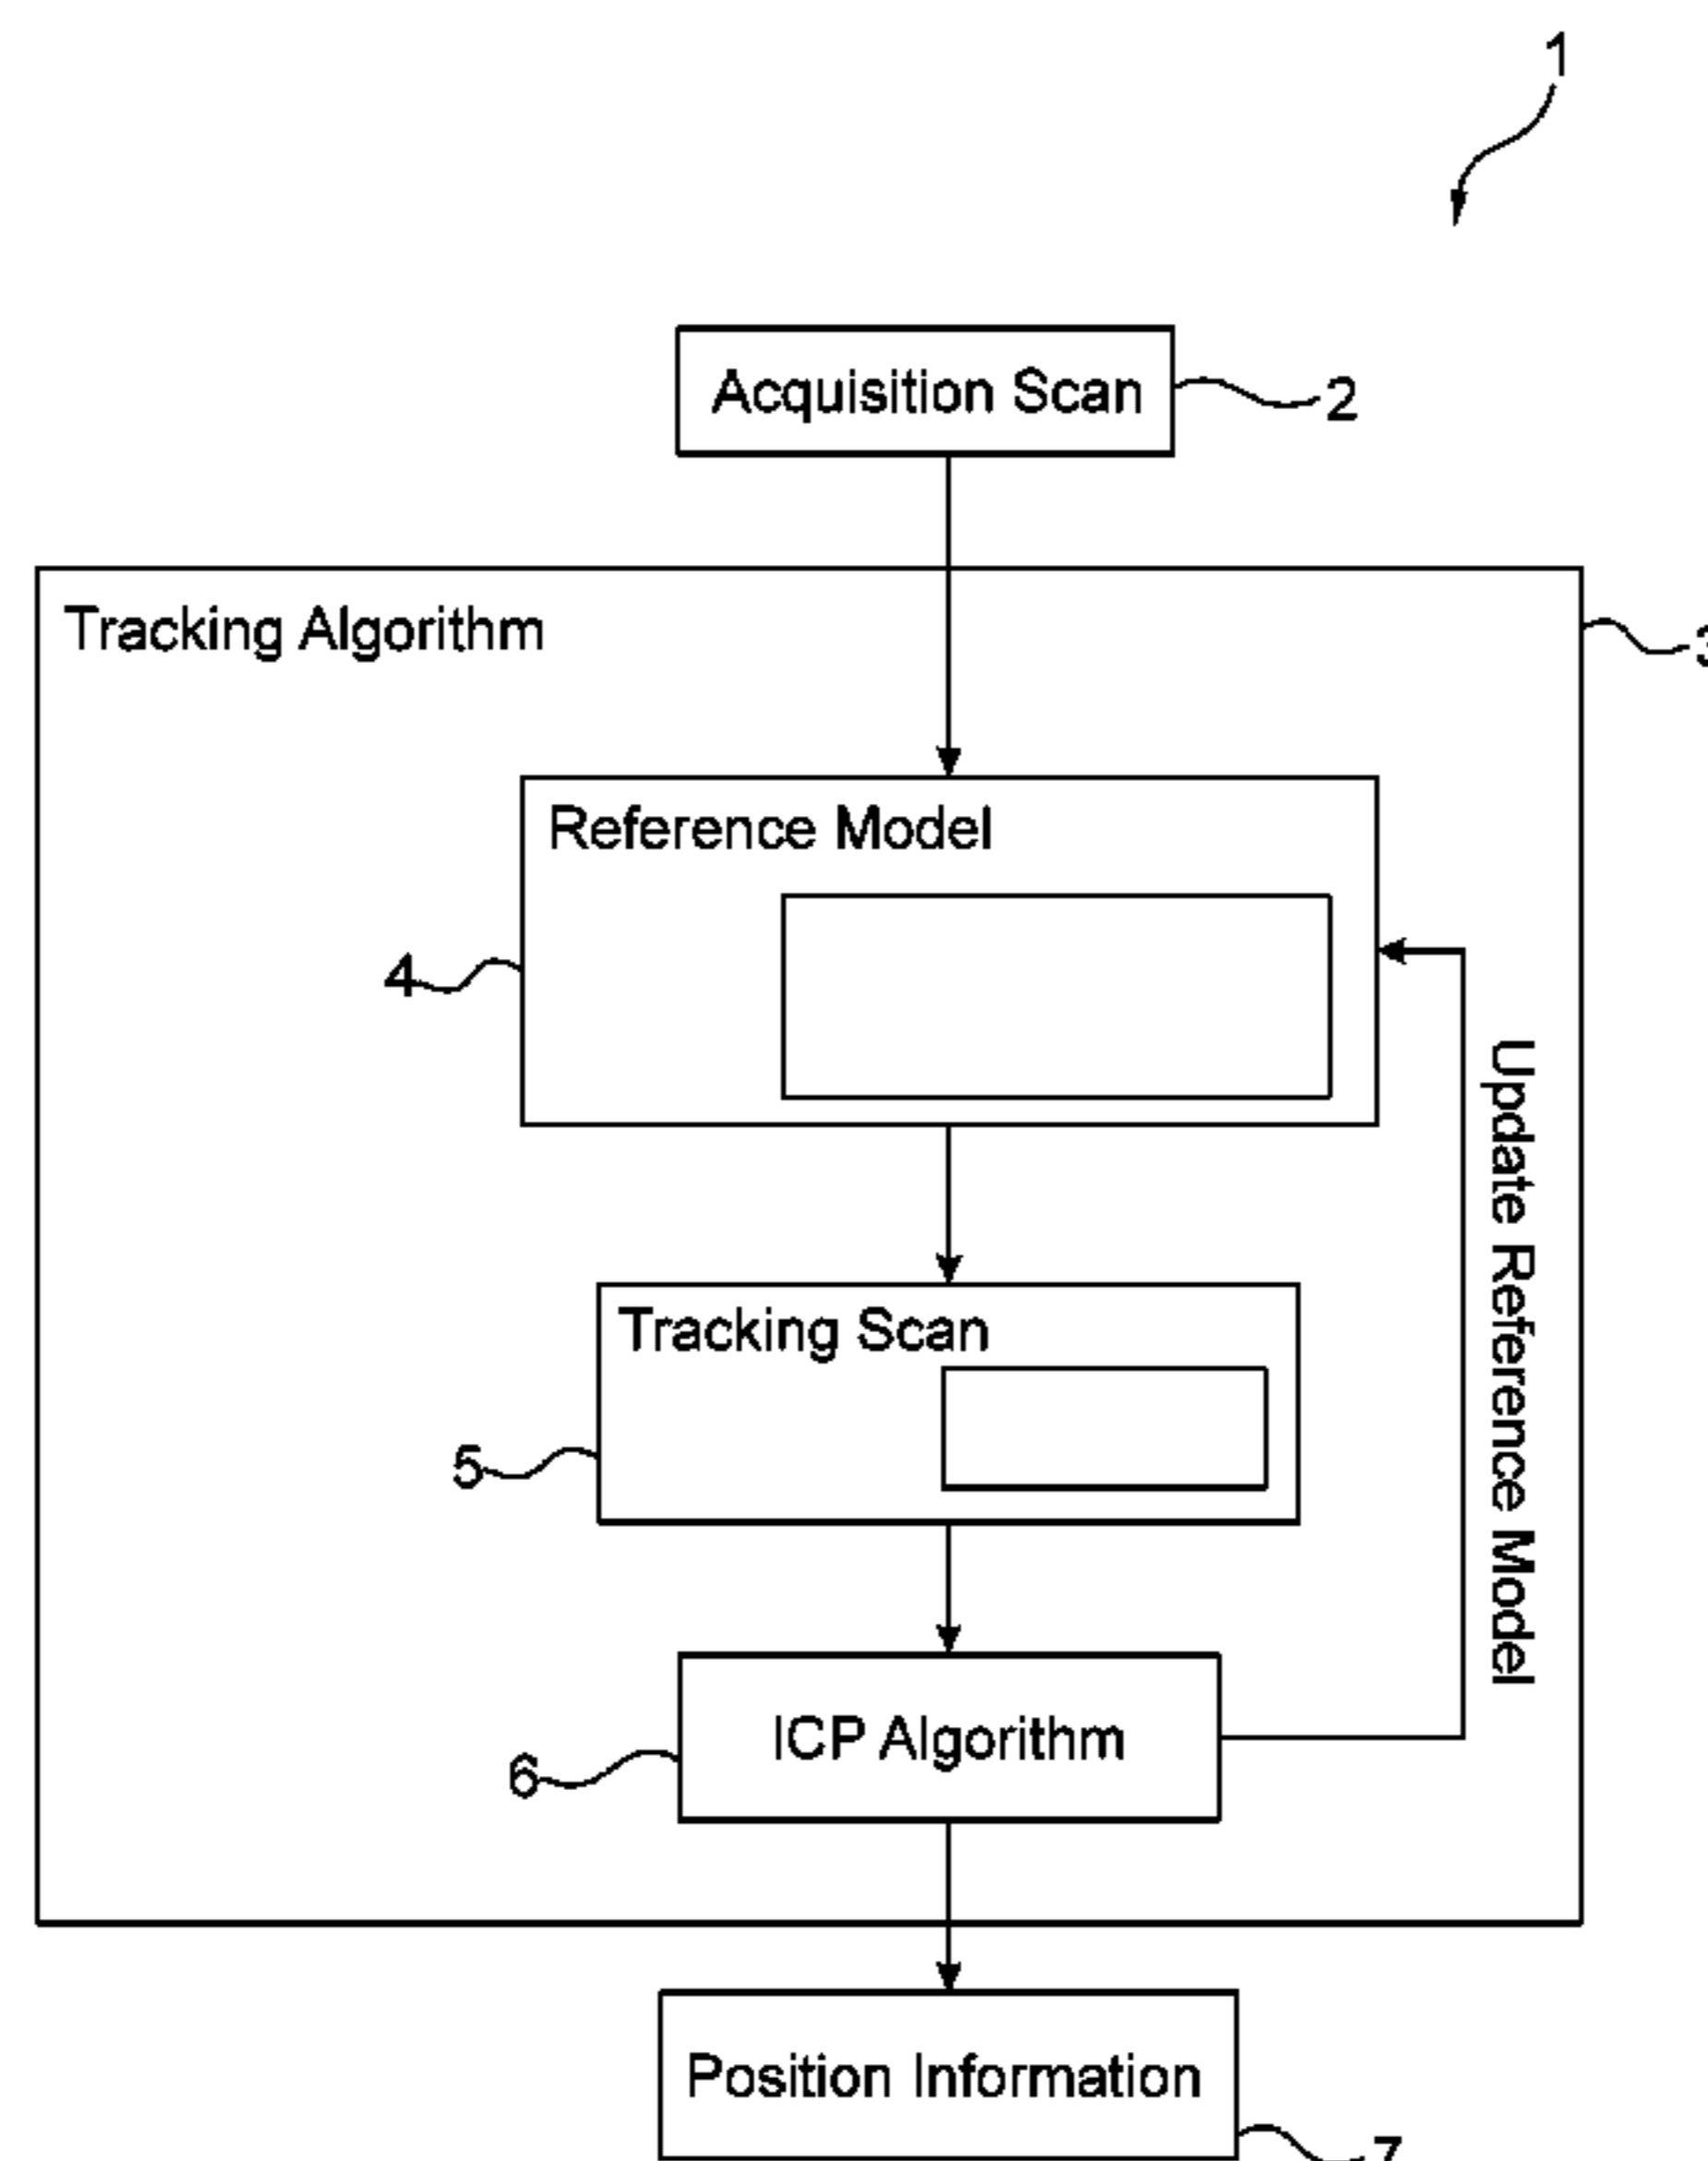 1
Acquisition Scan
2
Tracking Algorithm
3
Reference Model
4
Update Reference Model
Tracking Scan
5
ICP Algorithm
6
Position Information
7